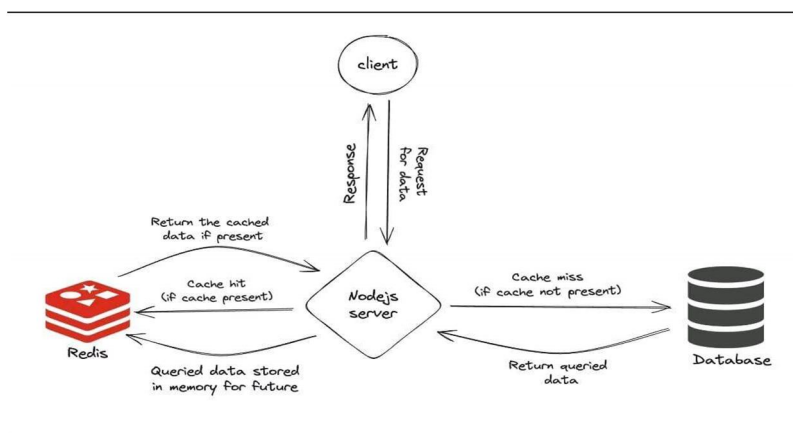 client
Response
Request
for data
Return the cached
data if present
Cache hit
(if cache present)
Nodejs
server
Cache miss
(if cache not present)
Redis
Database
Queried data stored
in memory for future
Return queried
data